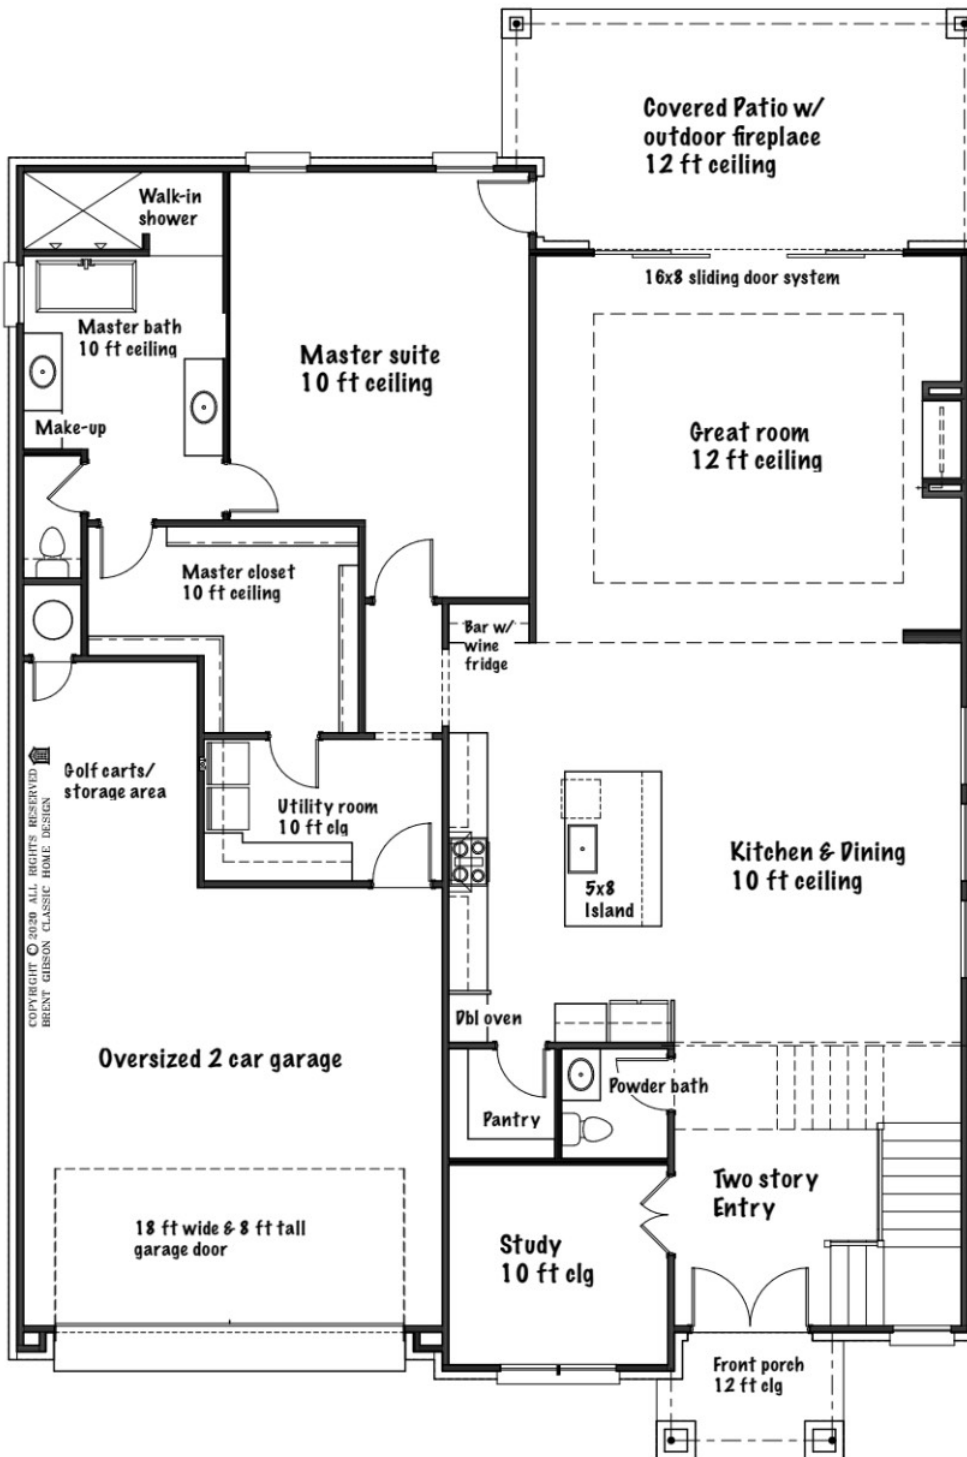 Covered Patio w/
outdoor fireplace
12 ft ceiling
Walk-in
shower
16x8 sliding door system
Master bath
10 ft ceiling
Master suite
10 ft ceiling
Make-up
Great room
12 ft ceiling
Master closet
10 ft ceiling
Bar w/
wine
fridge
Golf carts/
storage area
Utility room
10 ft clg
Kitchen & Dining
10 ft ceiling
5x8
Island
COPYRIGHT © 2020 ALL RIGHTS RESERVED
BRENT GIBSON CLASSIC HOME DESIGN
Dbl oven
Oversized 2 car garage
Powder bath
Pantry
Two story
Entry
18 ft wide & 8 ft tall
garage door
Study
10 ft clg
Front porch
12 ft clg